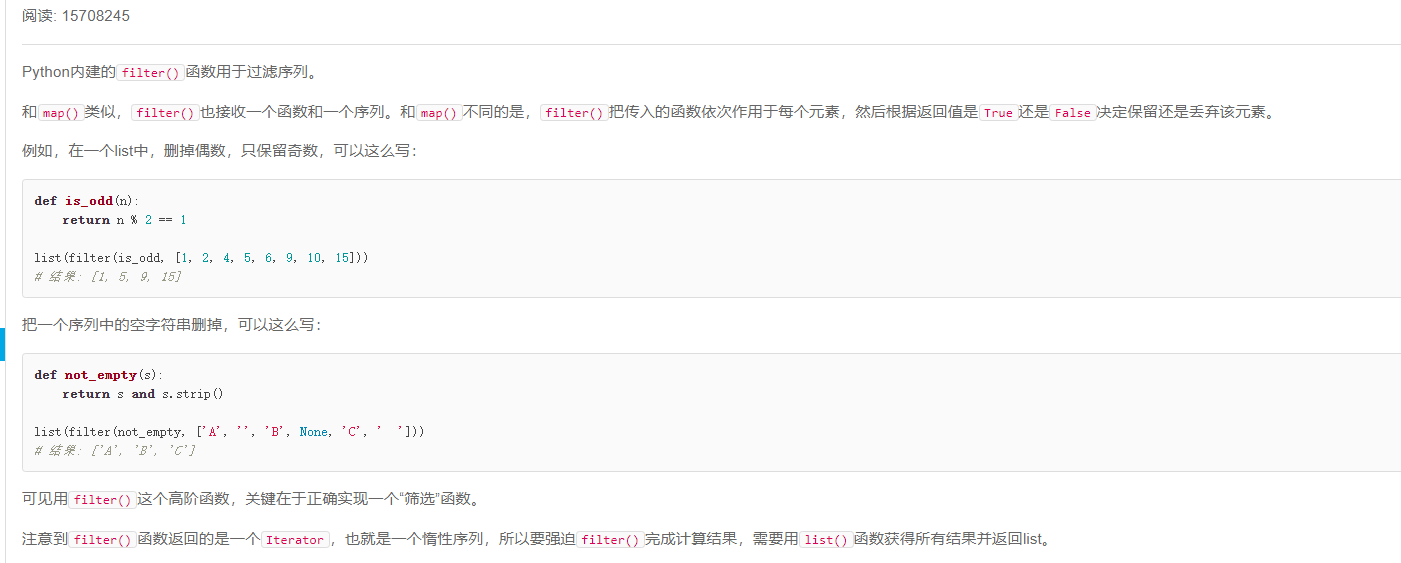 阅读: 15708245
Python内建的filter()函数用于过滤序列。
和map()类似，filter()也接收一个函数和一个序列。和map()不同的是，filter()把传入的函数依次作用于每个元素，然后根据返回值是True还是False决定保留还是丢弃该元素。
例如，在一个list中，删掉偶数，只保留奇数，可以这么写：
def is_odd(n):
    return n % 2 == 1
list(filter(is_odd, [1, 2, 4, 5, 6, 9, 10, 15]))
# 结果: [1, 5, 9, 15]
把一个序列中的空字符串删掉，可以这么写：
def not_empty(s):
    return s and s.strip()
list(filter(not_empty, ['A', '', 'B', None, 'C', '  ']))
# 结果: ['A', 'B', 'C']
可见用filter()这个高阶函数，关键在于正确实现一个“筛选”函数。
注意到filter()函数返回的是一个Iterator，也就是一个惰性序列，所以要强迫filter()完成计算结果，需要用list()函数获得所有结果并返回list。